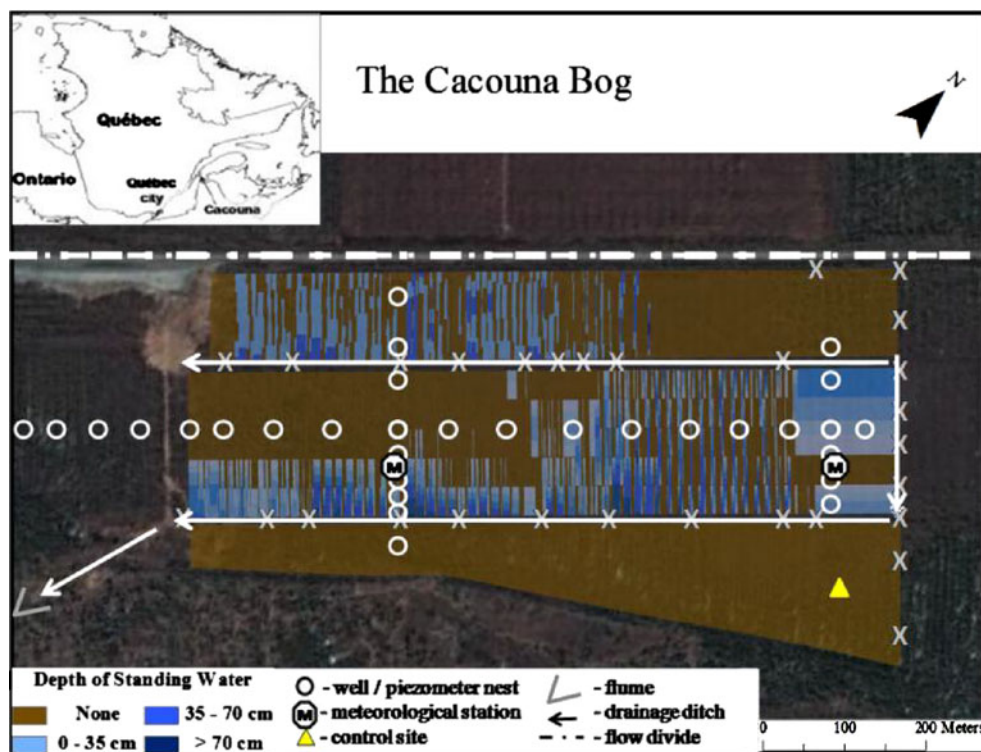 The Cacouna Bog
N
Québec
Ontario
Québec
city
Cacouna
M
M
Depth of Standing Water
None
35 - 70 cm
0 - 35 cm
> 70 cm
- well / piezometer nest
M - meteorological station
- control site
- flume
- drainage ditch
- flow divide
0 100 200 Meters